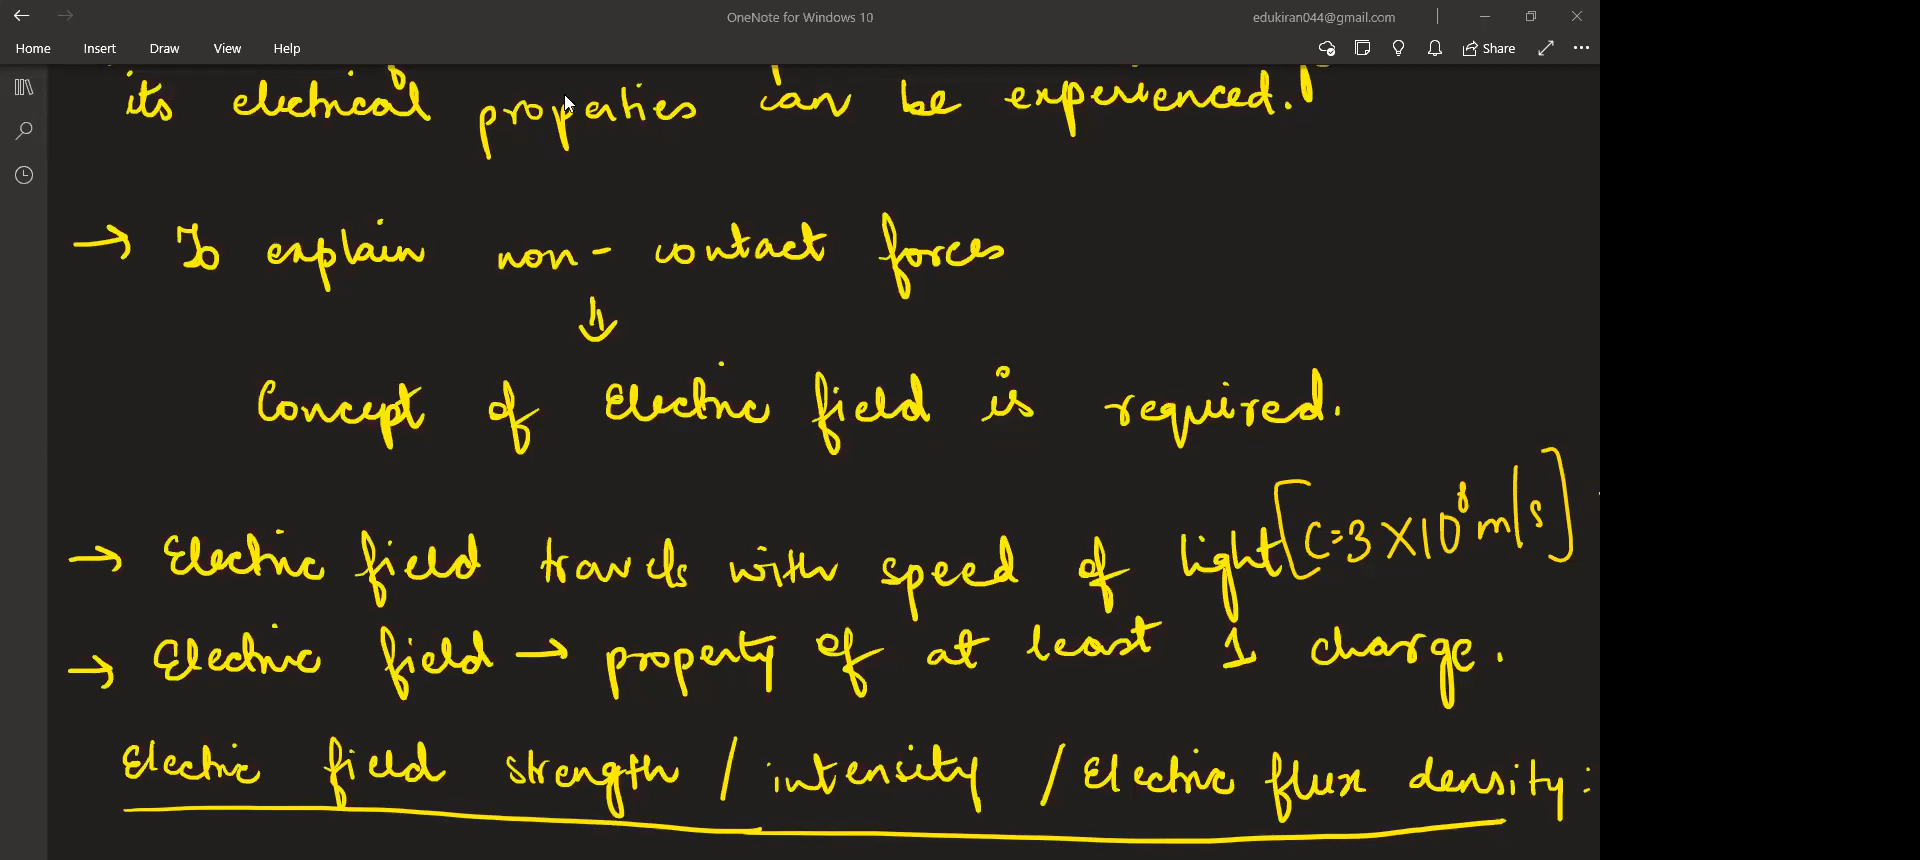 OneNote for Windows 10
edukiran044@gmail.com
Home Insert Draw View Help
Share
its electrical properties can be experienced.
→ To explain non-contact forces
↓
Concept of Electric field is required.
→ Electric field travels with speed of light [C=3×10⁸m/s]
→ Electric field → property of at least 1 charge.
Electric field strength / intensity / Electric flux density: